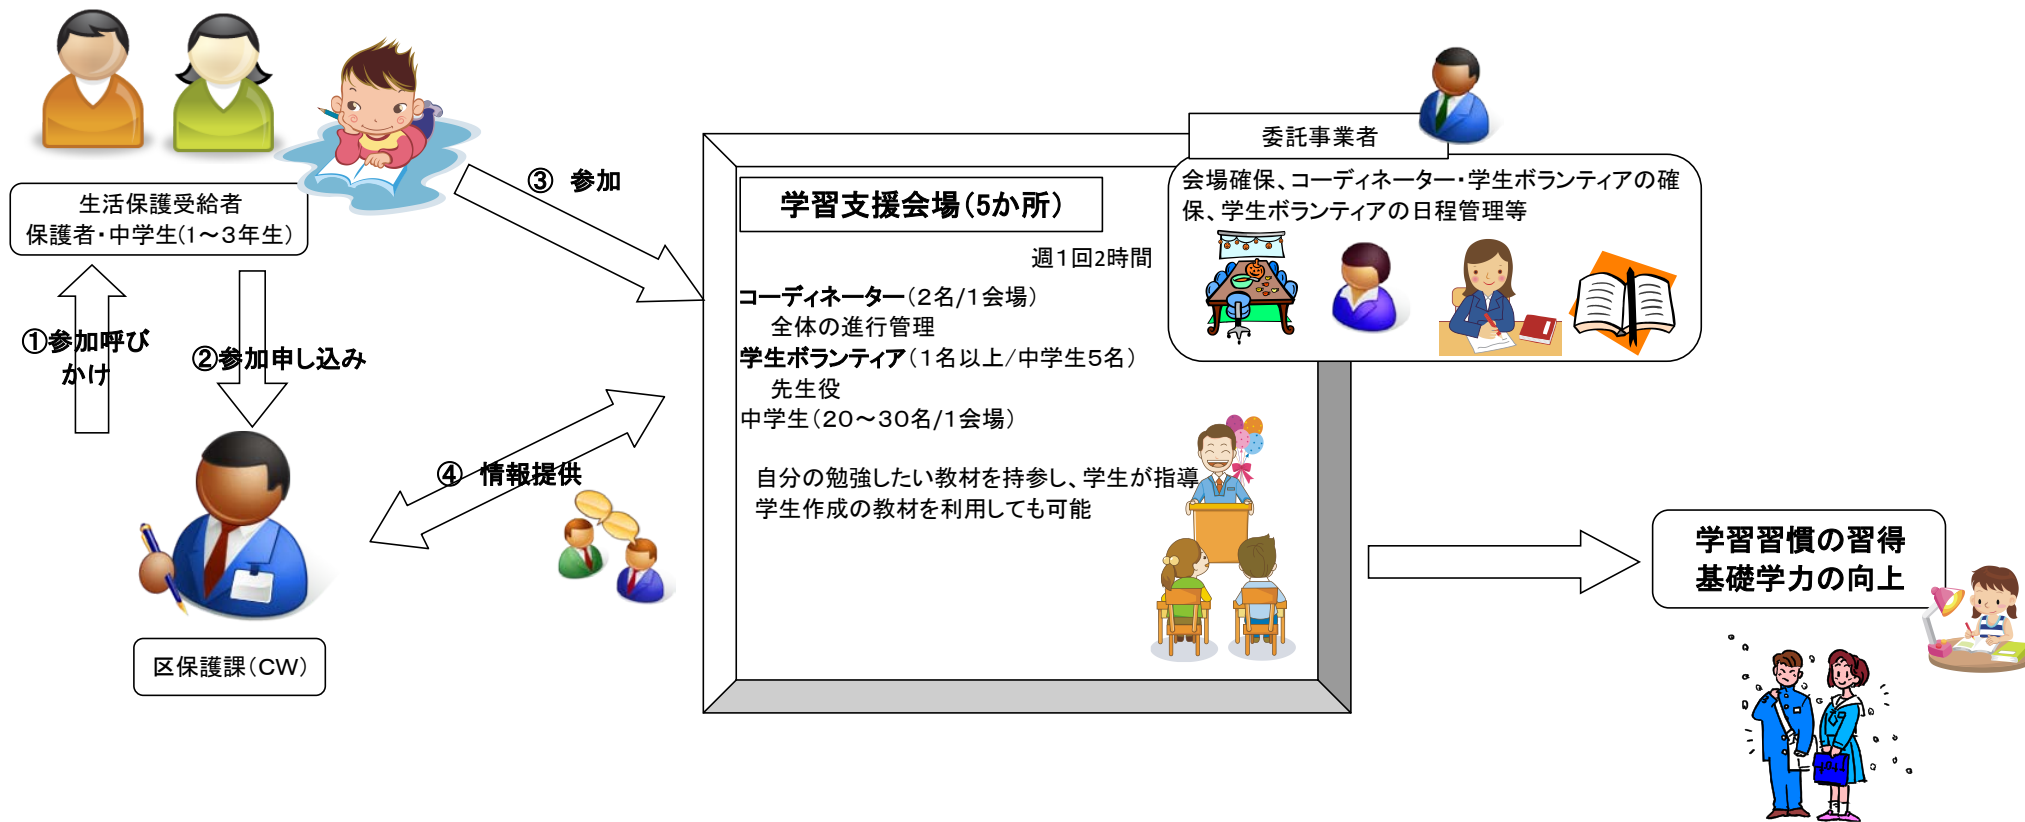 生活保護受給者
保護者・中学生(1～3年生)
①参加呼び
かけ
②参加申し込み
区保護課(CW)
③ 参加
④ 情報提供
学習支援会場(5か所)
週1回2時間
コーディネーター(2名/1会場)
全体の進行管理
学生ボランティア(1名以上/中学生5名)
先生役
中学生(20～30名/1会場)
自分の勉強したい教材を持参し、学生が指導
学生作成の教材を利用しても可能
委託事業者
会場確保、コーディネーター・学生ボランティアの確
保、学生ボランティアの日程管理等
学習習慣の習得
基礎学力の向上